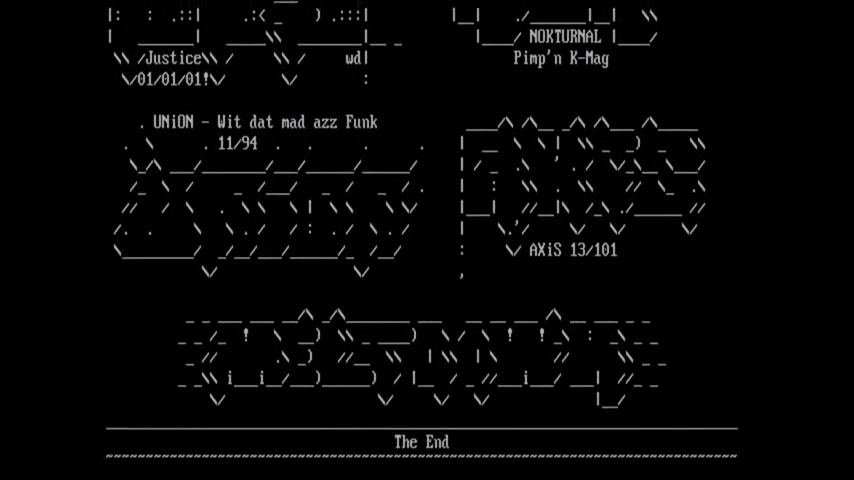 NOKTURNAL
/Justice
wd
Pimp'n K-Mag
01/01/01!
. UNiON - Wit dat mad azz Funk
11/94
AXiS 13/101
The End